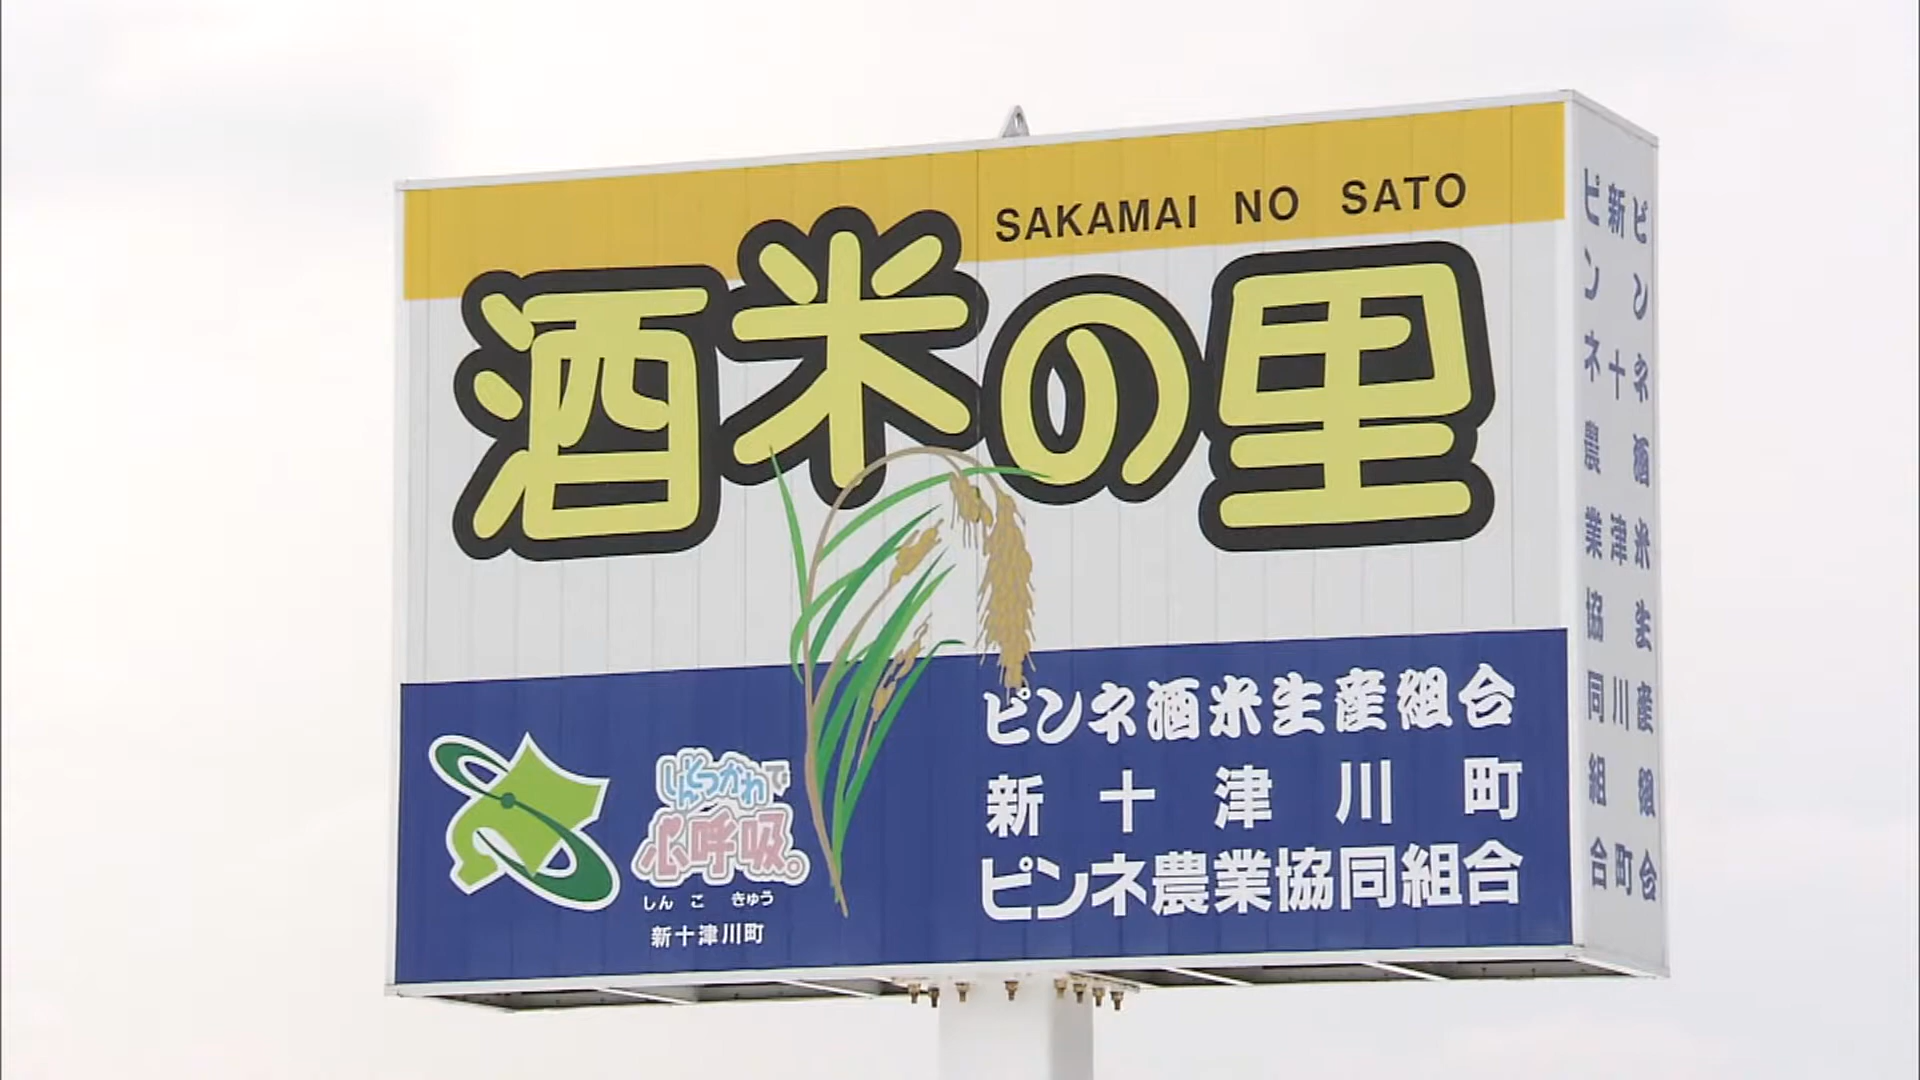 SAKAMAI NO SATO
酒米の里
ピンネ酒米生産組合
新十津川町
ピンネ農業協同組合
しんとつかわで
心呼吸。
しんこきゅう
新十津川町
ピンネ酒米生産組合
新十津川町
ピンネ農業協同組合